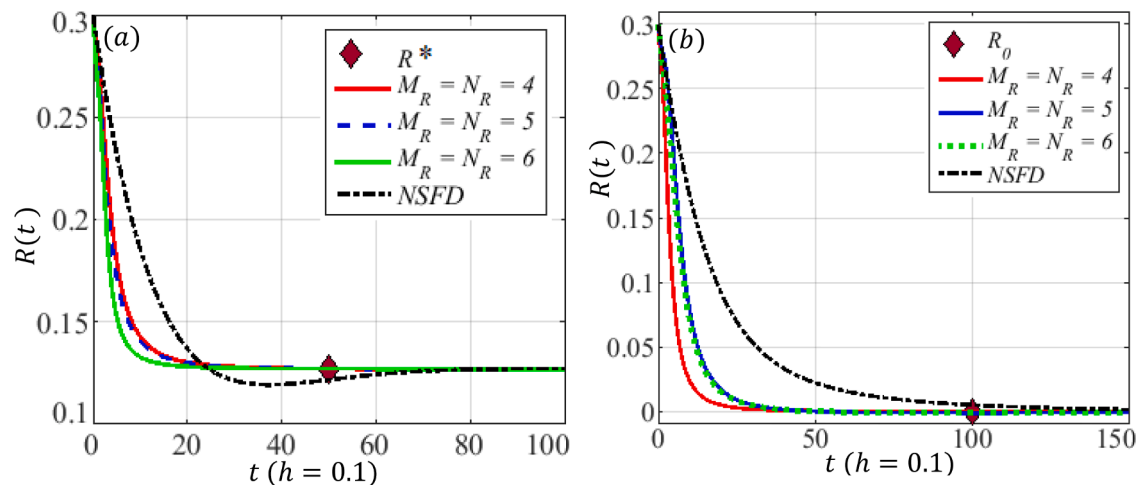 (a)
R(t)
0.3
0.25
0.2
0.15
0.1
0 20 40 60 80 100
t (h = 0.1)
R*
M_R = N_R = 4
M_R = N_R = 5
M_R = N_R = 6
NSFD
(b)
R(t)
0.3
0.25
0.2
0.15
0.1
0.05
0
0 50 100 150
t (h = 0.1)
R_0
M_R = N_R = 4
M_R = N_R = 5
M_R = N_R = 6
NSFD